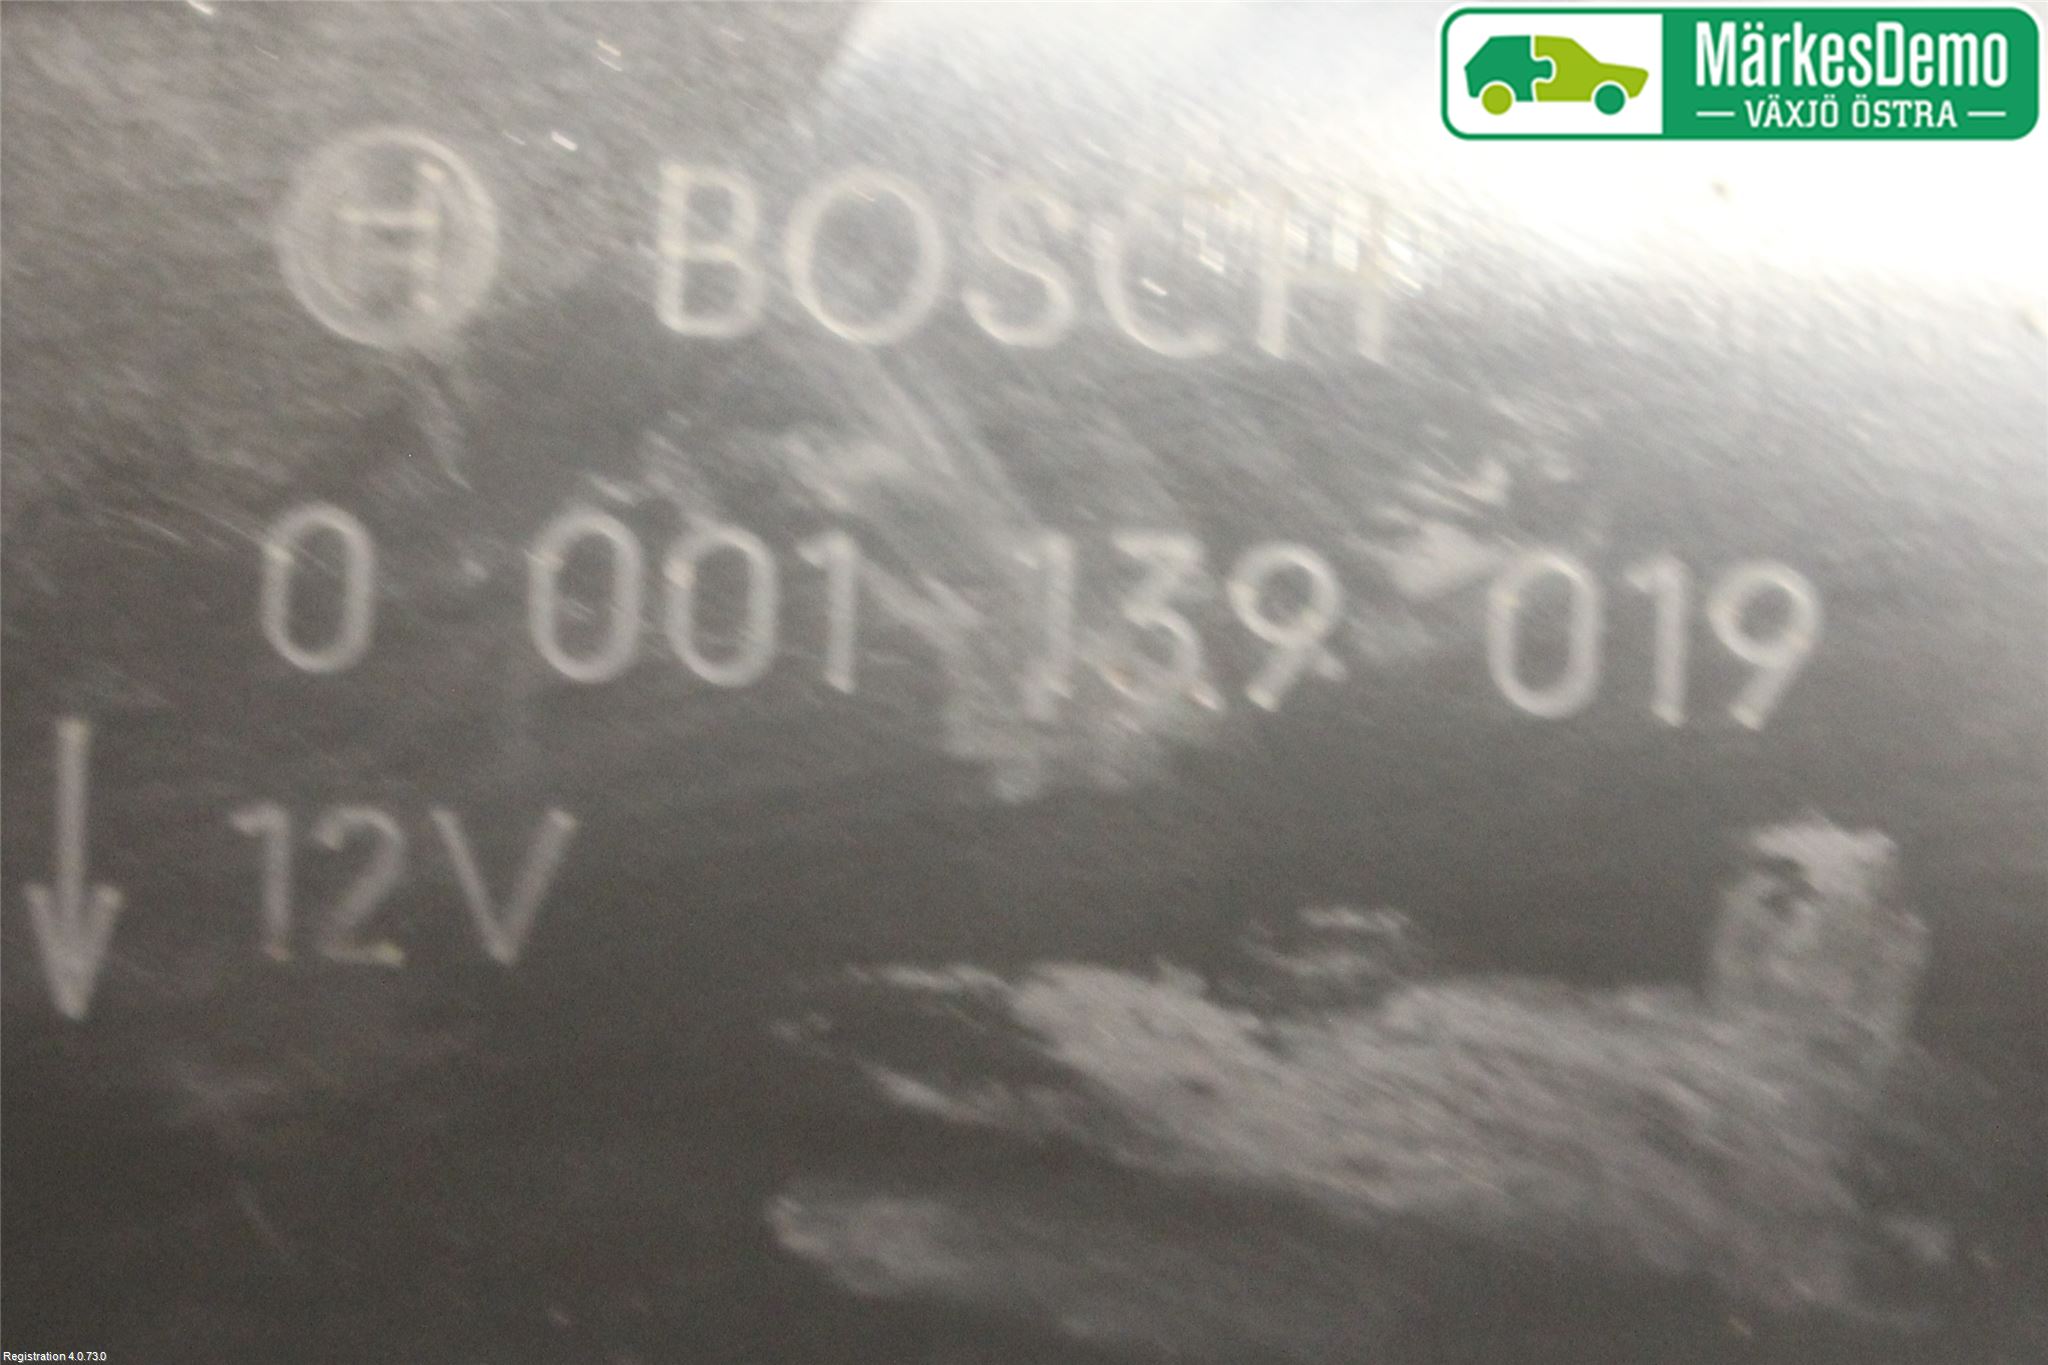 MärkesDemo
VÄXJÖ ÖSTRA
BOSCH
0 001 139 019
12V
Registration 4.0.73.0